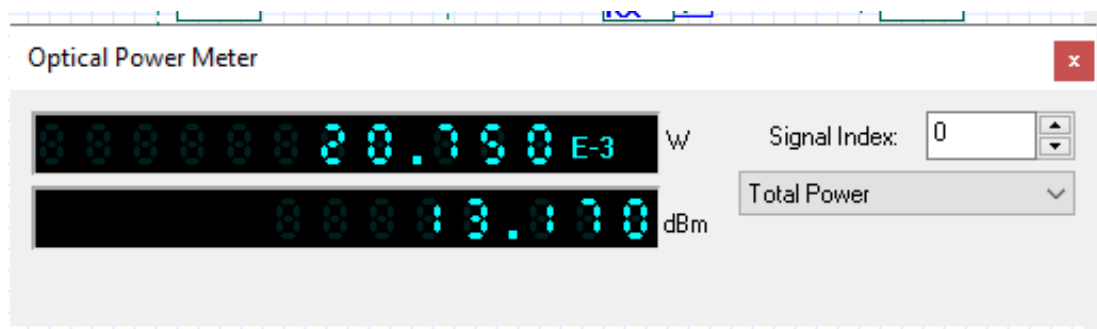 Optical Power Meter
x
20.750 E-3 W
Signal Index: 0
Total Power
13.170 dBm